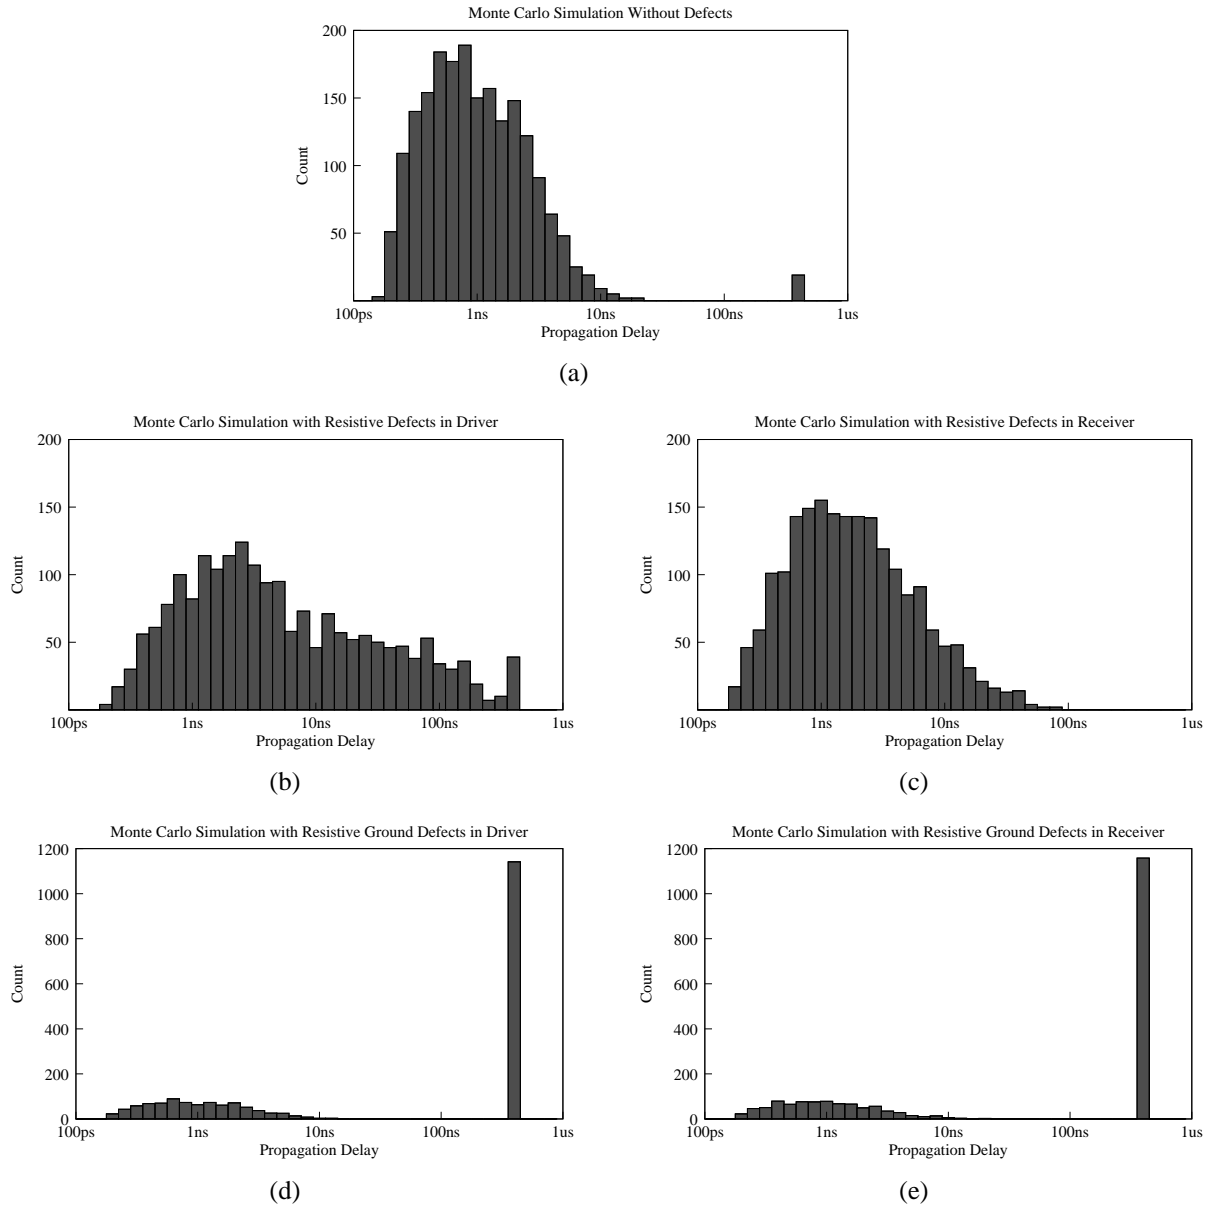 Monte Carlo Simulation Without Defects
200
150
100
50
Count
100ps 1ns 10ns 100ns 1us
Propagation Delay
(a)
Monte Carlo Simulation with Resistive Defects in Driver
200
150
100
50
Count
100ps 1ns 10ns 100ns 1us
Propagation Delay
(b)
Monte Carlo Simulation with Resistive Defects in Receiver
200
150
100
50
Count
100ps 1ns 10ns 100ns 1us
Propagation Delay
(c)
Monte Carlo Simulation with Resistive Ground Defects in Driver
1200
1000
800
600
400
200
0
Count
100ps 1ns 10ns 100ns 1us
Propagation Delay
(d)
Monte Carlo Simulation with Resistive Ground Defects in Receiver
1200
1000
800
600
400
200
0
Count
100ps 1ns 10ns 100ns 1us
Propagation Delay
(e)